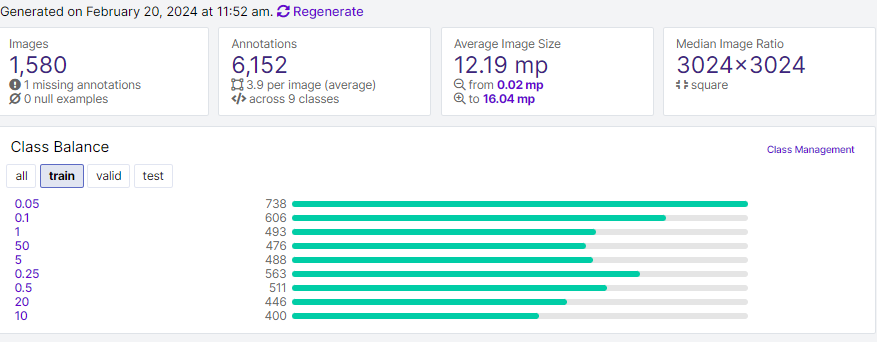 Generated on February 20, 2024 at 11:52 am. Regenerate
Images
1,580
1 missing annotations
0 null examples
Annotations
6,152
3.9 per image (average)
across 9 classes
Average Image Size
12.19 mp
from 0.02 mp
to 16.04 mp
Median Image Ratio
3024×3024
square
Class Balance
Class Management
all train valid test
0.05 738
0.1 606
1 493
50 476
5 488
0.25 563
0.5 511
20 446
10 400